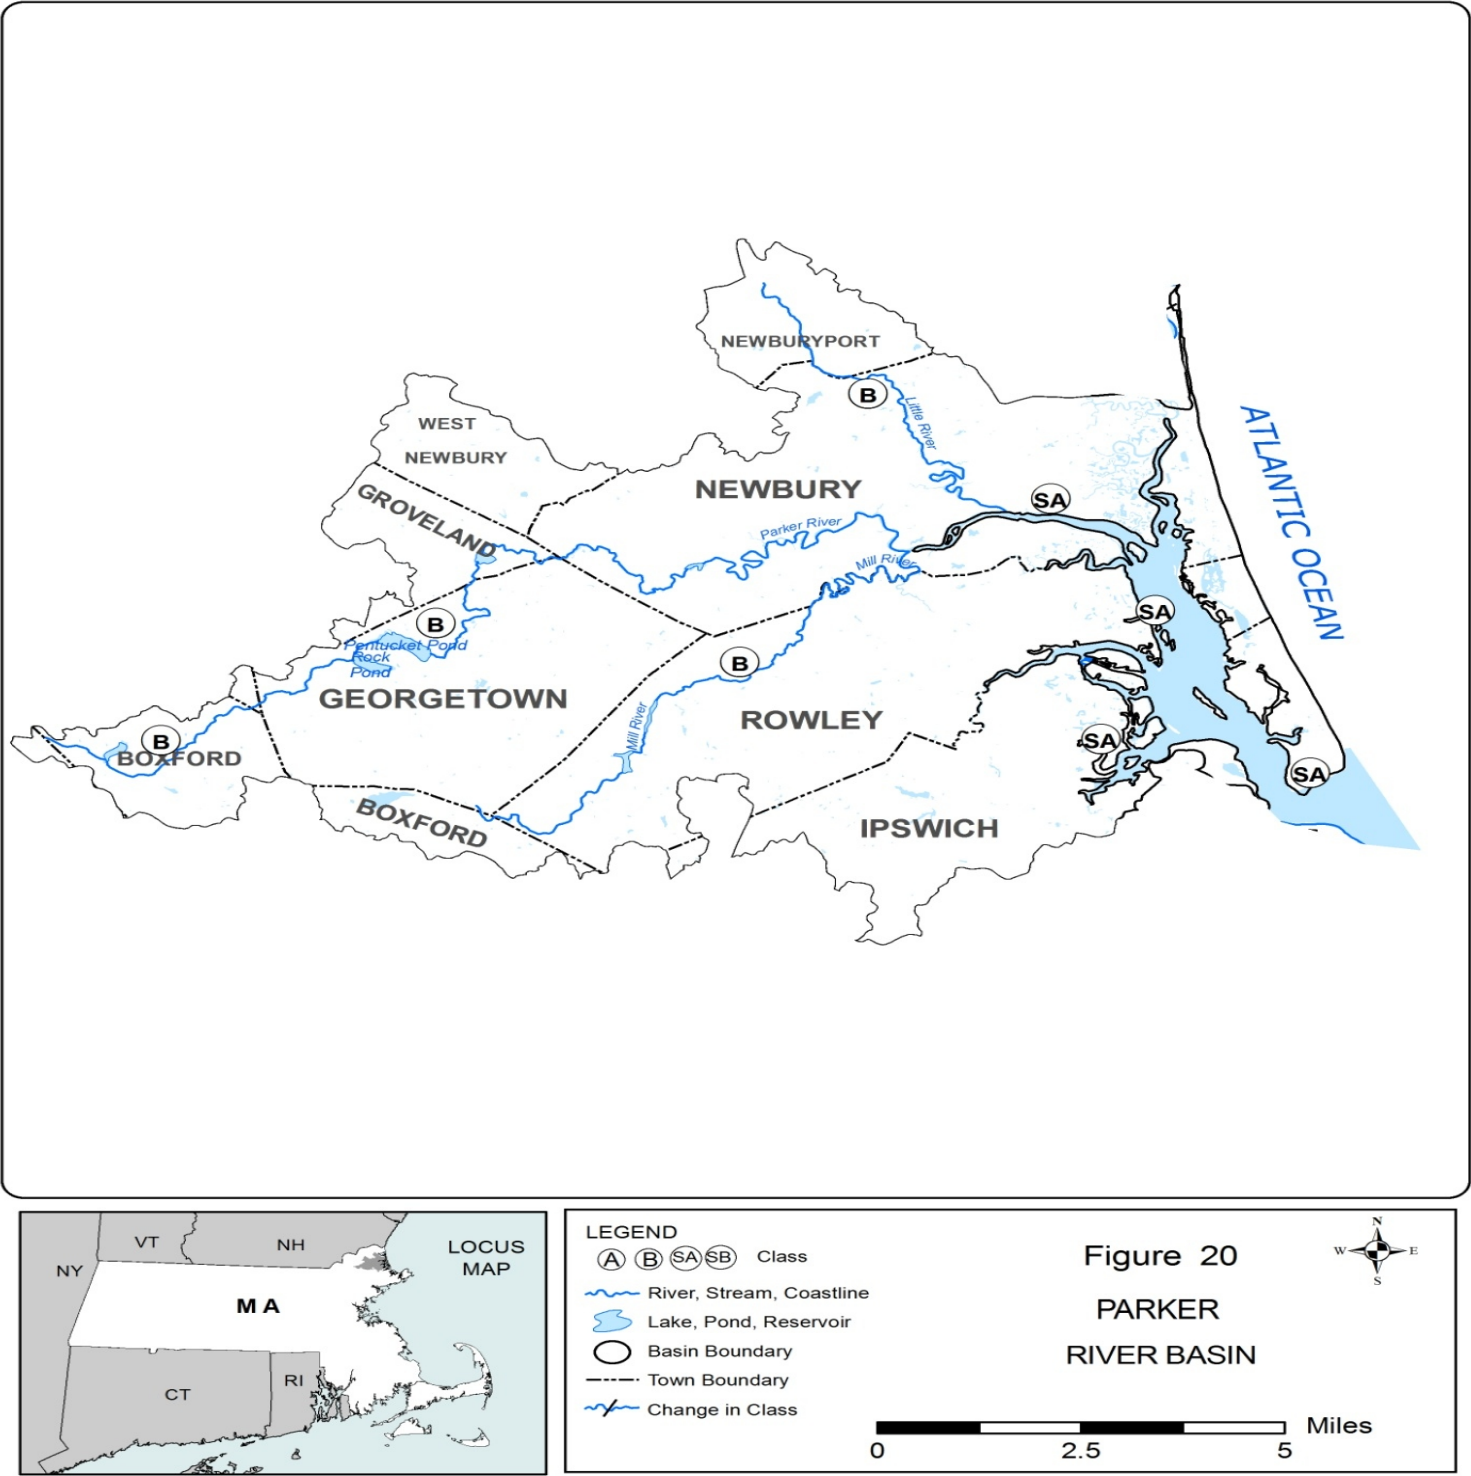 NEWBURYPORT
B
WEST
NEWBURY
Little River
ATLANTIC OCEAN
GROVELAND
NEWBURY
SA
Parker River
Mill River
B
SA
Pentucket Pond
Rock
Pond
B
GEORGETOWN
Mill River
ROWLEY
B
BOXFORD
SA
SA
BOXFORD
IPSWICH
NY
VT
NH
LOCUS
MAP
MA
CT
RI
LEGEND
A B SA SB Class
River, Stream, Coastline
Lake, Pond, Reservoir
Basin Boundary
Town Boundary
Change in Class
Figure 20
PARKER
RIVER BASIN
N
W E
S
Miles
0 2.5 5